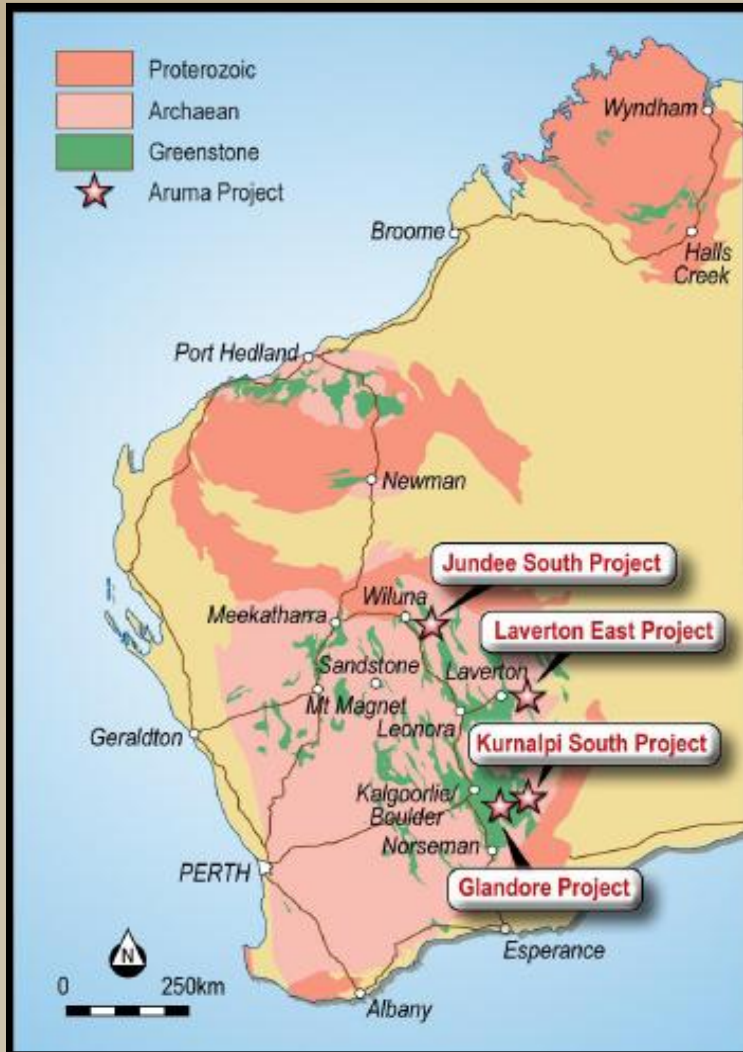 Proterozoic
Archaean
Greenstone
Aruma Project
Wyndham
Broome
Halls
Creek
Port Hedland
Newman
Jundee South Project
Wiluna
Meekatharra
Laverton East Project
Sandstone
Laverton
Mt Magnet
Leonora
Geraldton
Kurnalpi South Project
Kalgoorlie/
Boulder
Norseman
PERTH
Glandore Project
Esperance
N
0 250km
Albany